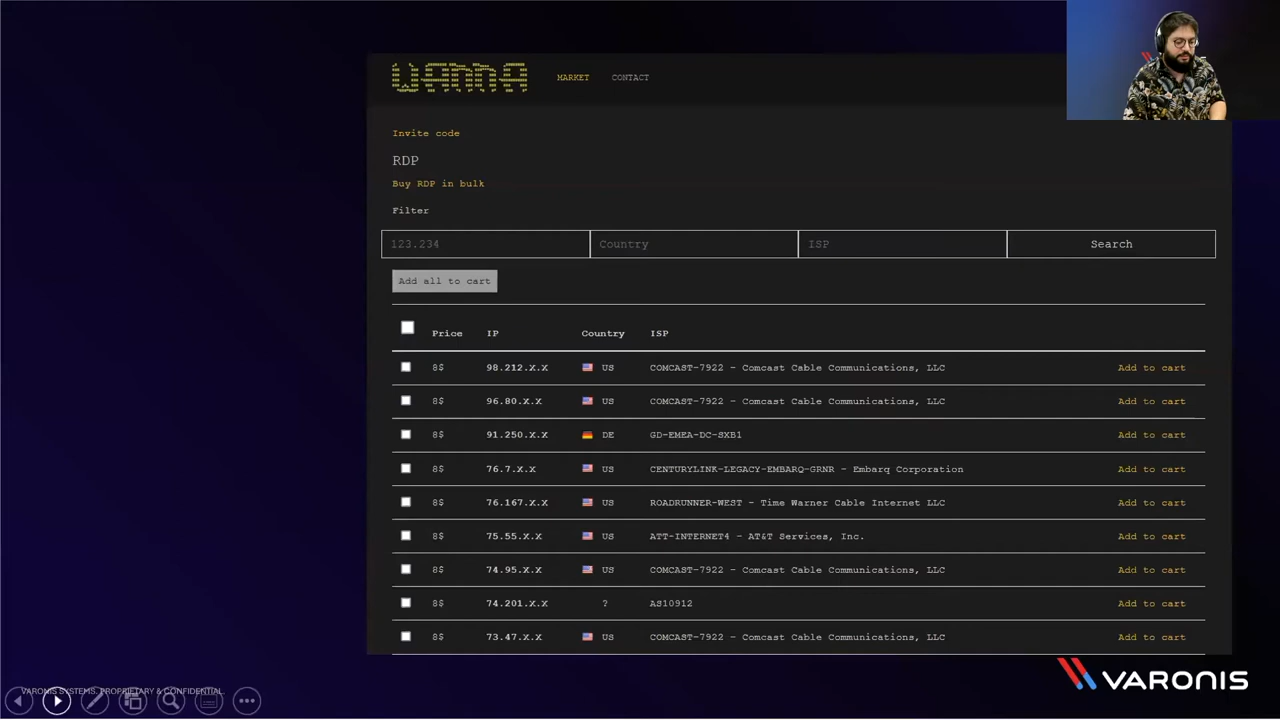 UAMMA MARKET CONTACT
Invite code
RDP
Buy RDP in bulk
Filter
123.234 Country ISP Search
Add all to cart
Price IP Country ISP
8$ 98.212.X.X US COMCAST-7922 - Comcast Cable Communications, LLC Add to cart
8$ 96.80.X.X US COMCAST-7922 - Comcast Cable Communications, LLC Add to cart
8$ 91.250.X.X DE GD-EMEA-DC-SXB1 Add to cart
8$ 76.7.X.X US CENTURYLINK-LEGACY-EMBARQ-GRNR - Embarq Corporation Add to cart
8$ 76.167.X.X US ROADRUNNER-WEST - Time Warner Cable Internet LLC Add to cart
8$ 75.55.X.X US ATT-INTERNET4 - AT&T Services, Inc. Add to cart
8$ 74.95.X.X US COMCAST-7922 - Comcast Cable Communications, LLC Add to cart
8$ 74.201.X.X ? AS10912 Add to cart
8$ 73.47.X.X US COMCAST-7922 - Comcast Cable Communications, LLC Add to cart
VARONIS
VARONIS SYSTEMS. PROPRIETARY & CONFIDENTIAL.